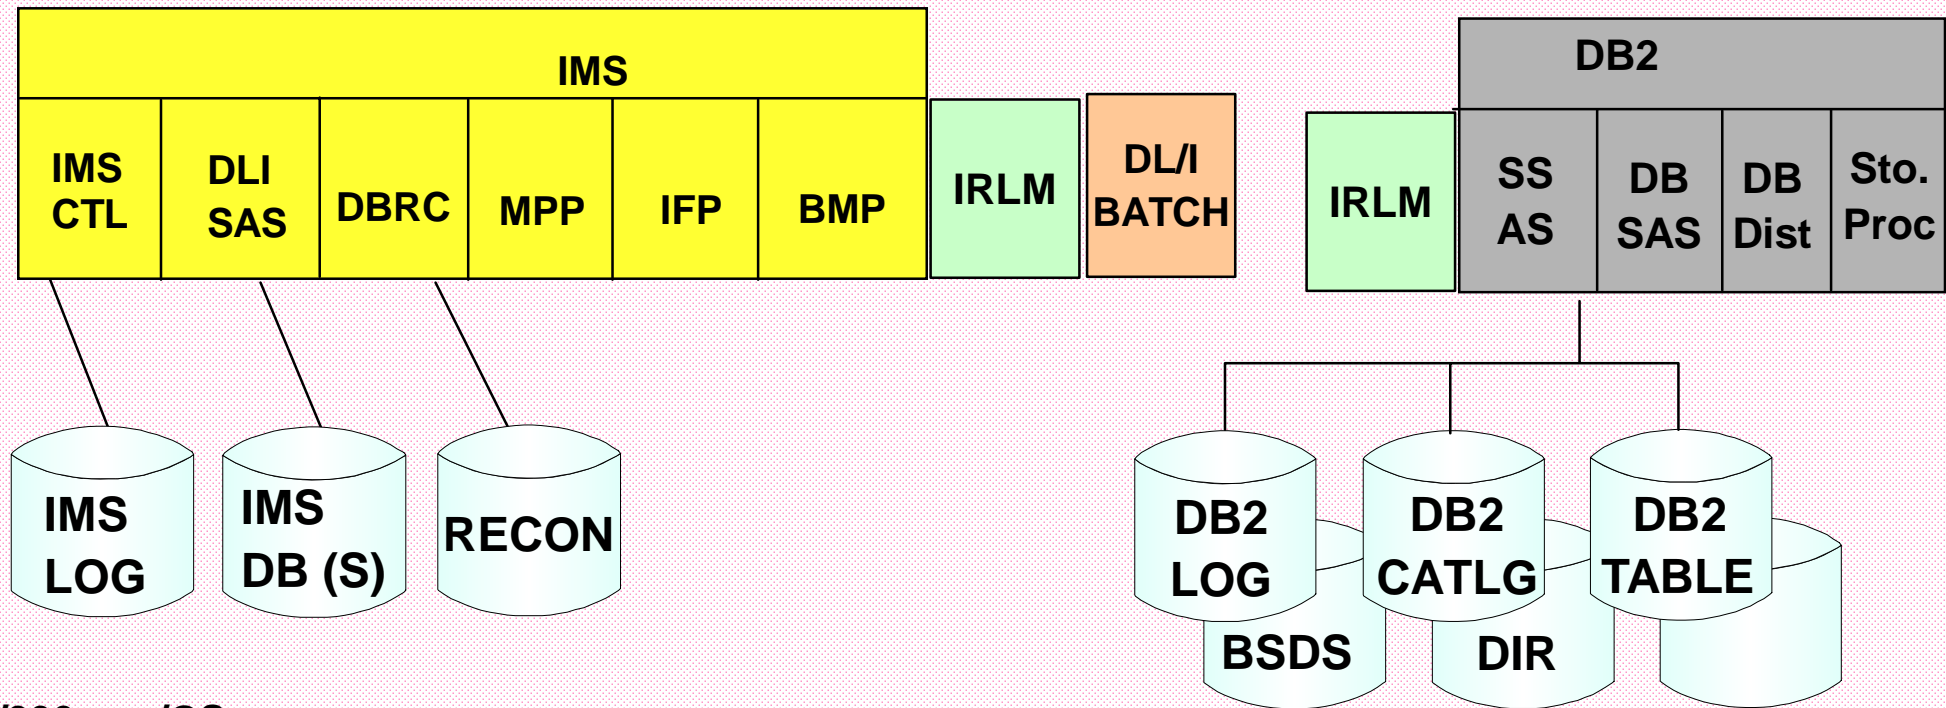 IMS
DB2
IMS
CTL
DLI
SAS
DBRC
MPP
IFP
BMP
IRLM
DL/I
BATCH
IRLM
SS
AS
DB
SAS
DB
Dist
Sto.
Proc
IMS
LOG
IMS
DB (S)
RECON
DB2
LOG
DB2
CATLG
DB2
TABLE
BSDS
DIR